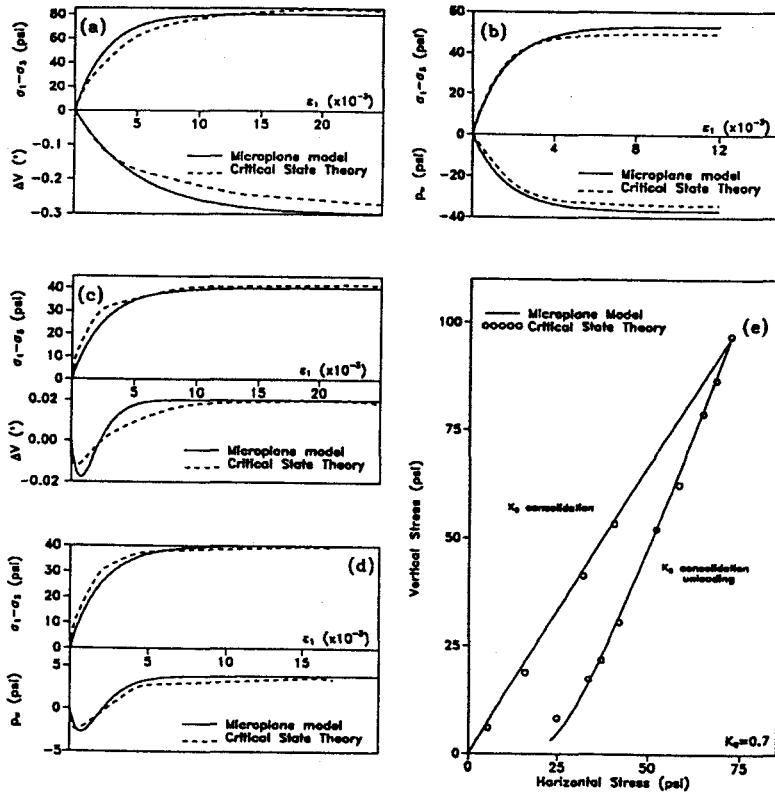 (a)
σ₁-σ₃ (psi)
80
60
40
20
0
ε₁ (x10⁻³)
5
10
15
20
ΔV (")
-0.1
-0.2
-0.3
Microplane model
Critical State Theory
(b)
σ₁-σ₃ (psi)
60
40
20
0
ε₁ (x10⁻³)
4
8
12
pw (psi)
-20
-40
Microplane model
Critical State Theory
(c)
σ₁-σ₃ (psi)
40
30
20
10
0
ε₁ (x10⁻³)
5
10
15
20
ΔV (")
0.02
0.00
-0.02
Microplane model
Critical State Theory
(d)
σ₁-σ₃ (psi)
40
20
0
ε₁ (x10⁻³)
5
10
15
pw (psi)
5
0
-5
Microplane model
Critical State Theory
(e)
Microplane Model
Critical State Theory
Vertical Stress (psi)
100
75
50
25
0
K₀ consolidation
K₀ consolidation
unloading
K₀=0.7
0
25
50
75
Horizontal Stress (psi)